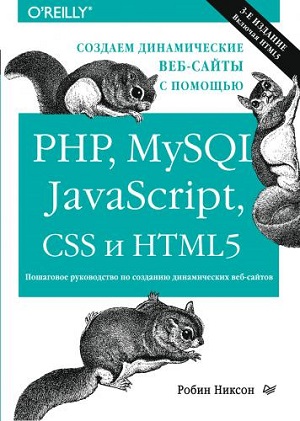 O'REILLY®
3-Е ИЗДАНИЕ
Включая HTML5
СОЗДАЕМ ДИНАМИЧЕСКИЕ
ВЕБ-САЙТЫ
С ПОМОЩЬЮ
PHP, MySQL
JavaScript,
CSS и HTML5
Пошаговое руководство по созданию динамических веб-сайтов
Робин Никсон
ПИТЕР